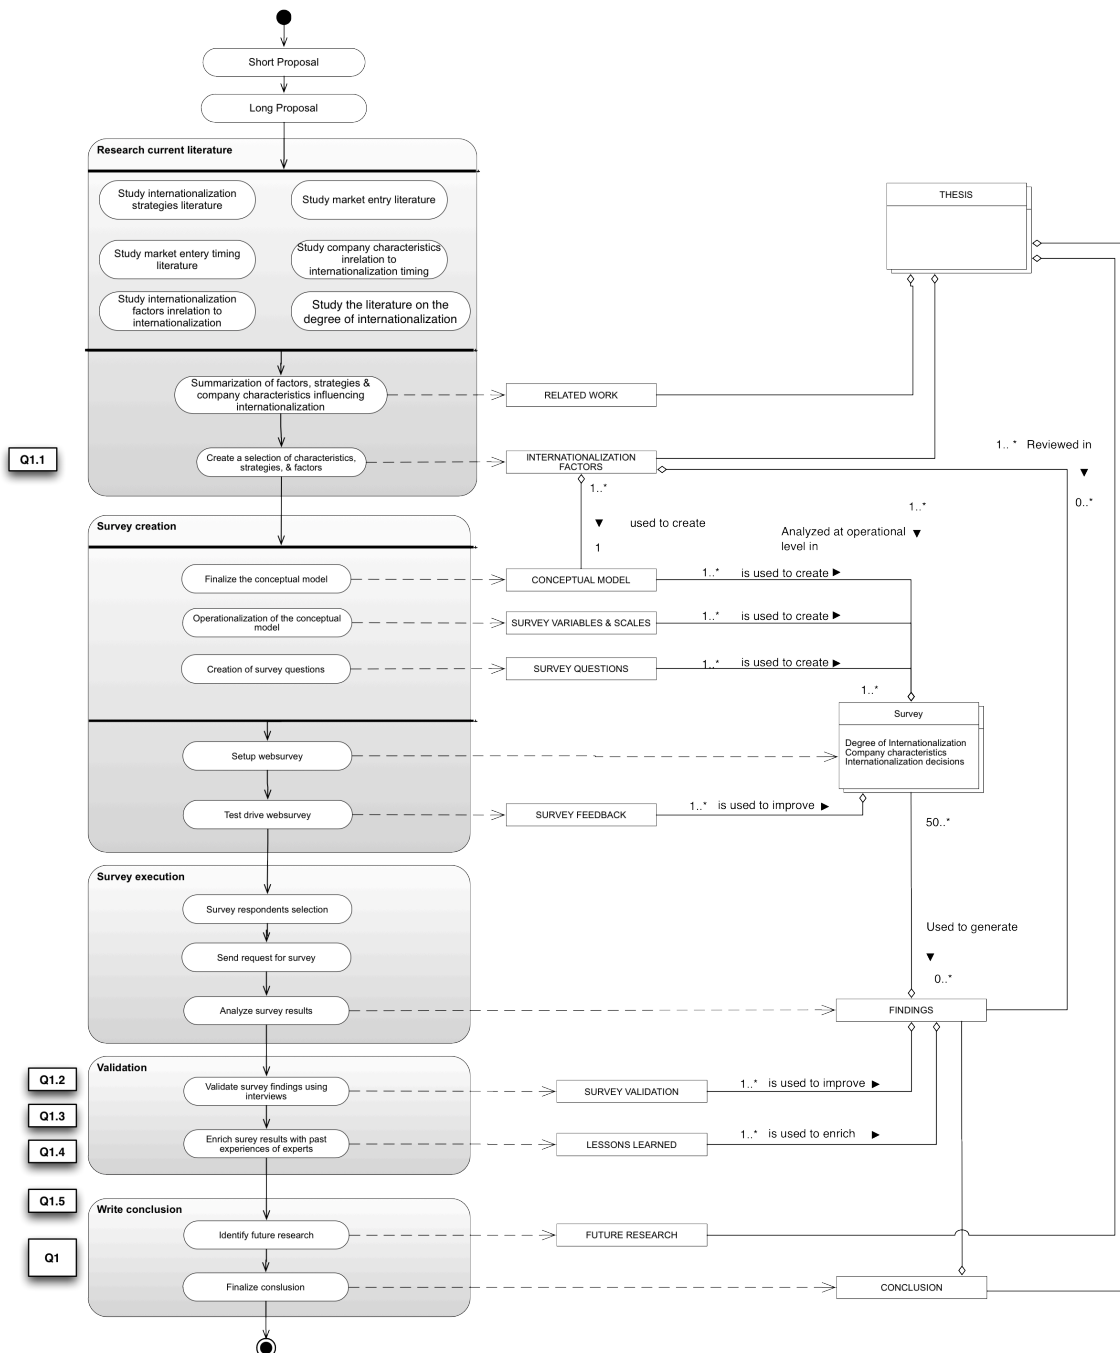 Short Proposal
Long Proposal
Research current literature
Study internationalization
strategies literature
Study market entry literature
Study market entery timing
literature
Study company characteristics
inrelation to
internationalization timing
Study internationalization
factors inrelation to
internationalization
Study the literature on the
degree of internationalization
THESIS
Summarization of factors, strategies &
company characteristics influencing
internationalization
RELATED WORK
Q1.1
Create a selection of characteristics,
strategies, & factors
INTERNATIONALIZATION
FACTORS
1.. * Reviewed in
0..*
1..*
used to create
1
1..*
Analyzed at operational
level in
Survey creation
Finalize the conceptual model
CONCEPTUAL MODEL
1..* is used to create
Operationalization of the conceptual
model
SURVEY VARIABLES & SCALES
1..* is used to create
Creation of survey questions
SURVEY QUESTIONS
1..* is used to create
1..*
Survey
Degree of Internationalization
Company characteristics
Internationalization decisions
Setup websurvey
Test drive websurvey
SURVEY FEEDBACK
1..* is used to improve
50..*
Survey execution
Survey respondents selection
Send request for survey
Analyze survey results
Used to generate
0..*
FINDINGS
Validation
Q1.2
Validate survey findings using
interviews
SURVEY VALIDATION
1..* is used to improve
Q1.3
Q1.4
Enrich surey results with past
experiences of experts
LESSONS LEARNED
1..* is used to enrich
Q1.5
Write conclusion
Identify future research
FUTURE RESEARCH
Q1
Finalize conslusion
CONCLUSION